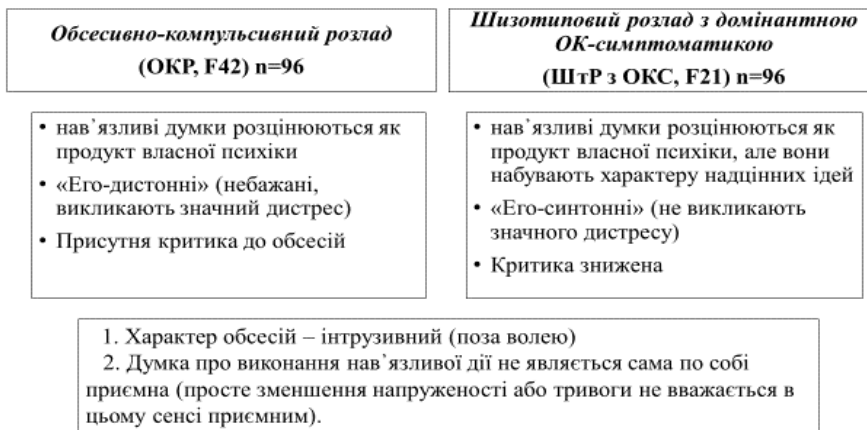 Обсесивно-компульсивний розлад
(ОКР, F42) n=96
Шизотиповий розлад з домінантною
ОК-симптоматикою
(ШтР з ОКС, F21) n=96
• нав`язливі думки розцінюються як
продукт власної психіки
• «Его-дистонні» (небажані,
викликають значний дистрес)
• Присутня критика до обсесій
• нав`язливі думки розцінюються як
продукт власної психіки, але вони
набувають характеру надцінних ідей
• «Его-синтонні» (не викликають
значного дистресу)
• Критика знижена
1. Характер обсесій – інтрузивний (поза волею)
2. Думка про виконання нав`язливої дії не являється сама по собі
приємна (просте зменшення напруженості або тривоги не вважається в
цьому сенсі приємним).